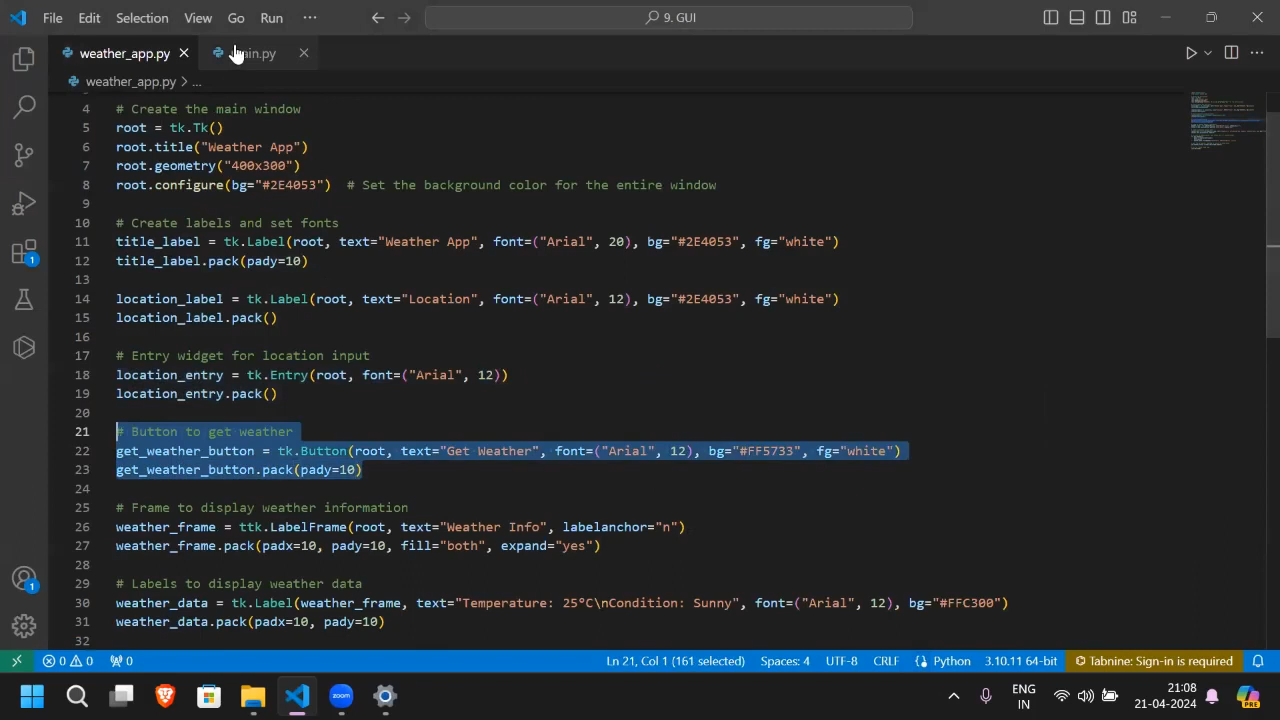 File Edit Selection View Go Run ... 9. GUI
weather_app.py
weather_app.py > ...
4 # Create the main window
5 root = tk.Tk()
6 root.title("Weather App")
7 root.geometry("400x300")
8 root.configure(bg="#2E4053") # Set the background color for the entire window
9
10 # Create labels and set fonts
11 title_label = tk.Label(root, text="Weather App", font=("Arial", 20), bg="#2E4053", fg="white")
12 title_label.pack(pady=10)
13
14 location_label = tk.Label(root, text="Location", font=("Arial", 12), bg="#2E4053", fg="white")
15 location_label.pack()
16
17 # Entry widget for location input
18 location_entry = tk.Entry(root, font=("Arial", 12))
19 location_entry.pack()
20
21 # Button to get weather
22 get_weather_button = tk.Button(root, text="Get Weather", font=("Arial", 12), bg="#FF5733", fg="white")
23 get_weather_button.pack(pady=10)
24
25 # Frame to display weather information
26 weather_frame = ttk.LabelFrame(root, text="Weather Info", labelanchor="n")
27 weather_frame.pack(padx=10, pady=10, fill="both", expand="yes")
28
29 # Labels to display weather data
30 weather_data = tk.Label(weather_frame, text="Temperature: 25°C\nCondition: Sunny", font=("Arial", 12), bg="#FFC300")
31 weather_data.pack(padx=10, pady=10)
32
1
1
0 0 0 Ln 21, Col 1 (161 selected) Spaces: 4 UTF-8 CRLF Python 3.10.11 64-bit Tabnine: Sign-in is required
zoom ENG 21:08
IN 21-04-2024 PRE